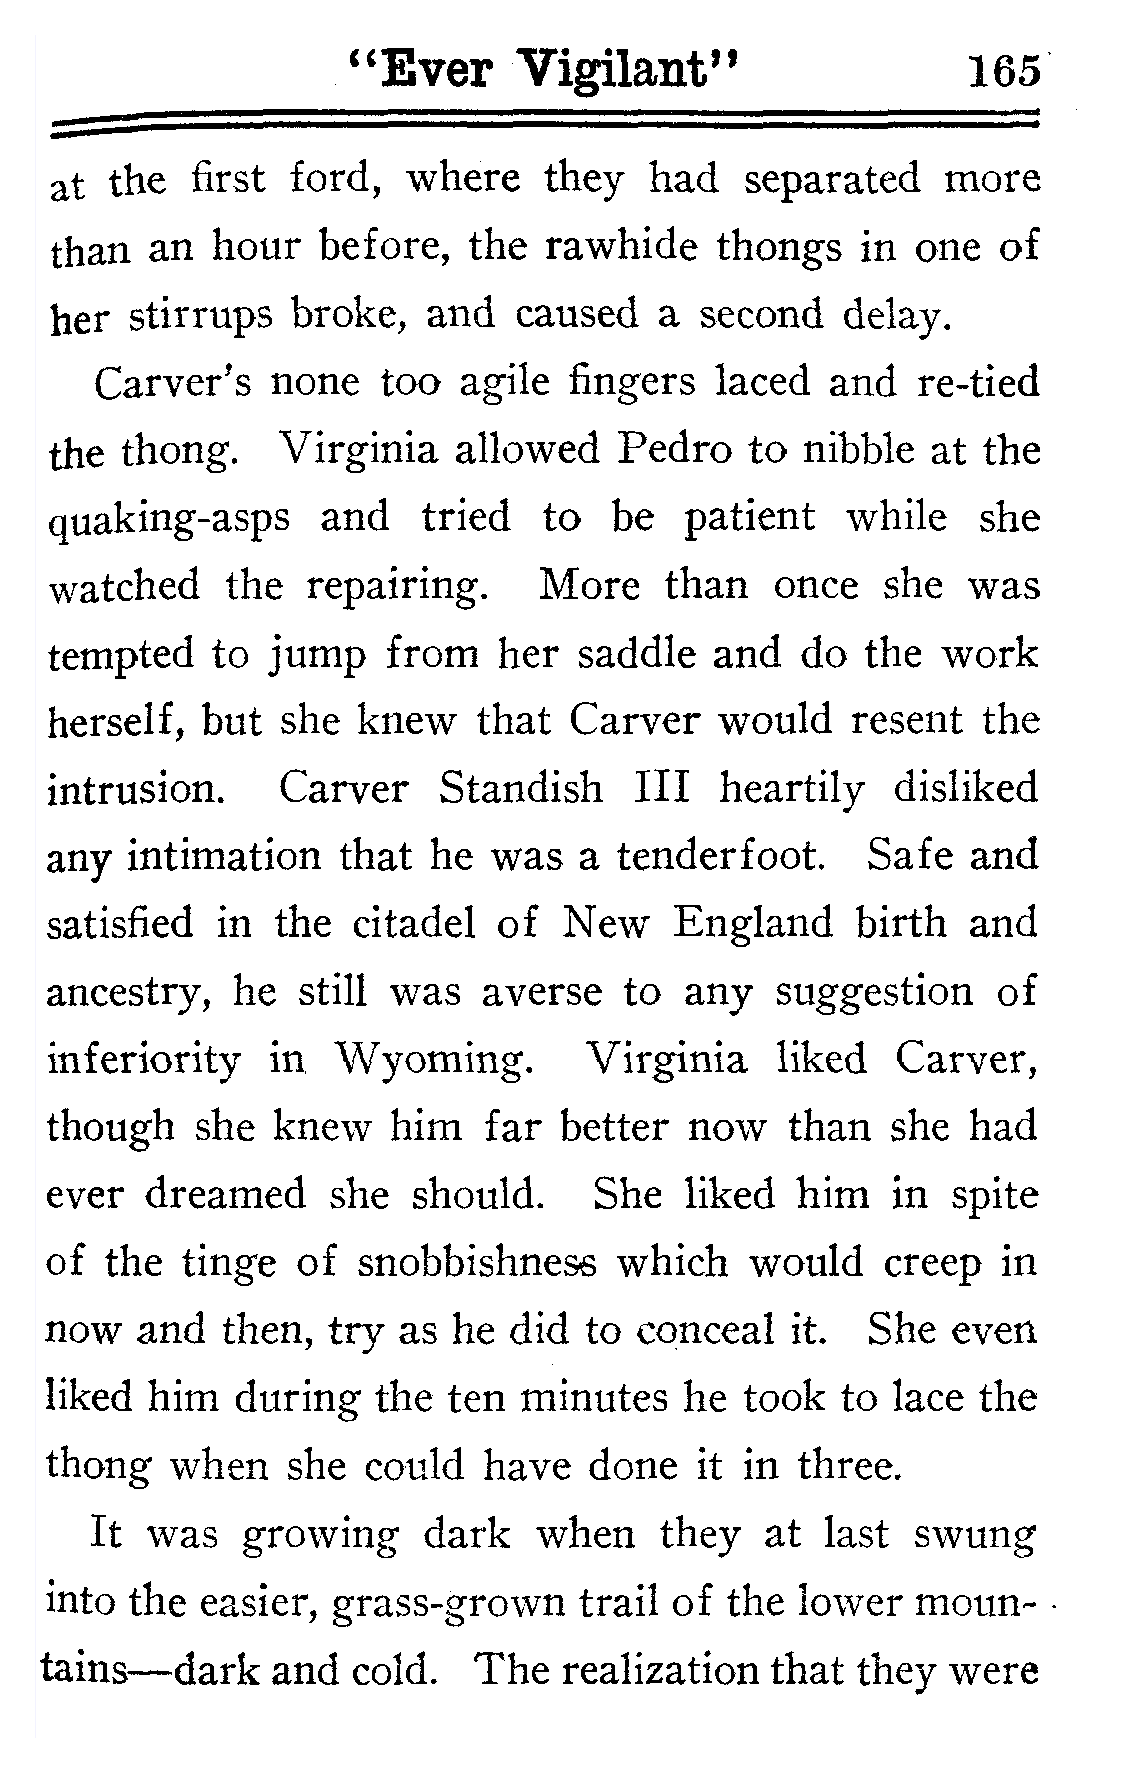 "Ever Vigilant" 165
at the first ford, where they had separated more
than an hour before, the rawhide thongs in one of
her stirrups broke, and caused a second delay.
Carver's none too agile fingers laced and re-tied
the thong. Virginia allowed Pedro to nibble at the
quaking-asps and tried to be patient while she
watched the repairing. More than once she was
tempted to jump from her saddle and do the work
herself, but she knew that Carver would resent the
intrusion. Carver Standish III heartily disliked
any intimation that he was a tenderfoot. Safe and
satisfied in the citadel of New England birth and
ancestry, he still was averse to any suggestion of
inferiority in Wyoming. Virginia liked Carver,
though she knew him far better now than she had
ever dreamed she should. She liked him in spite
of the tinge of snobbishness which would creep in
now and then, try as he did to conceal it. She even
liked him during the ten minutes he took to lace the
thong when she could have done it in three.
It was growing dark when they at last swung
into the easier, grass-grown trail of the lower moun-
tains—dark and cold. The realization that they were